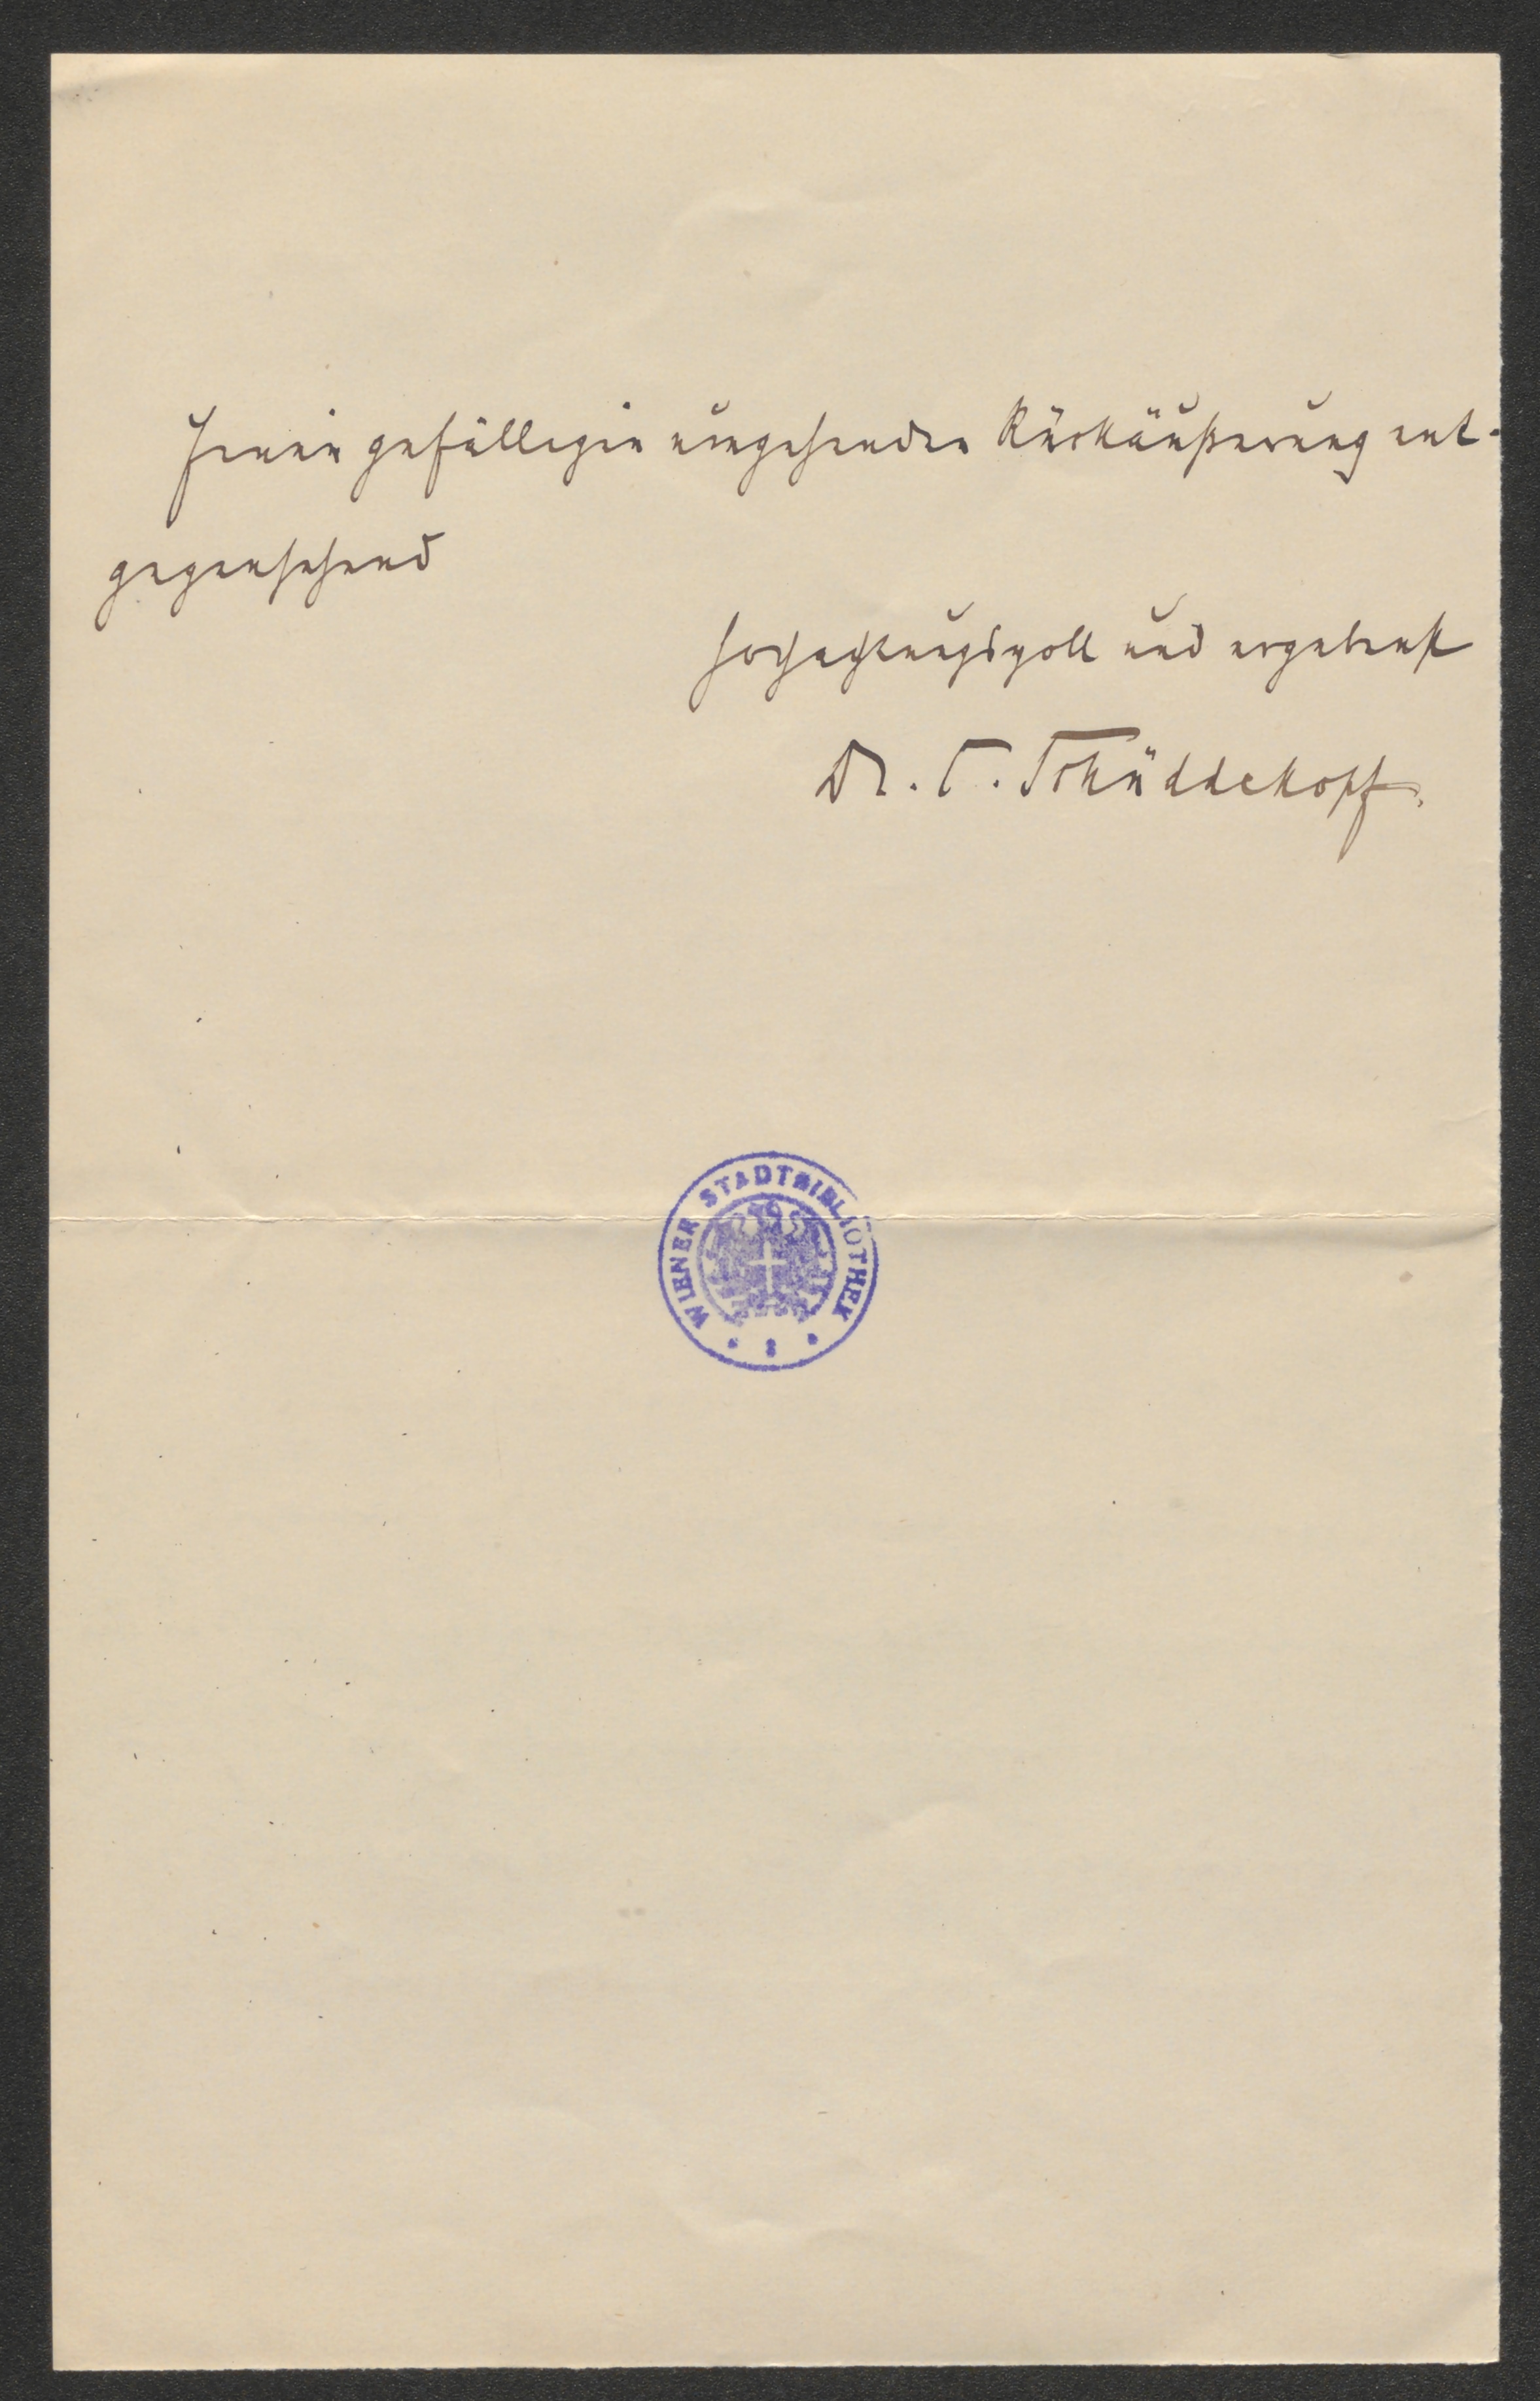 Ihrer gefälligen umgehenden Rückäußerung ent-
gegensehend
hochachtungsvoll und ergebenst
Dr. C. Schüddekopf.
WIENER STADTBIBLIOTHEK